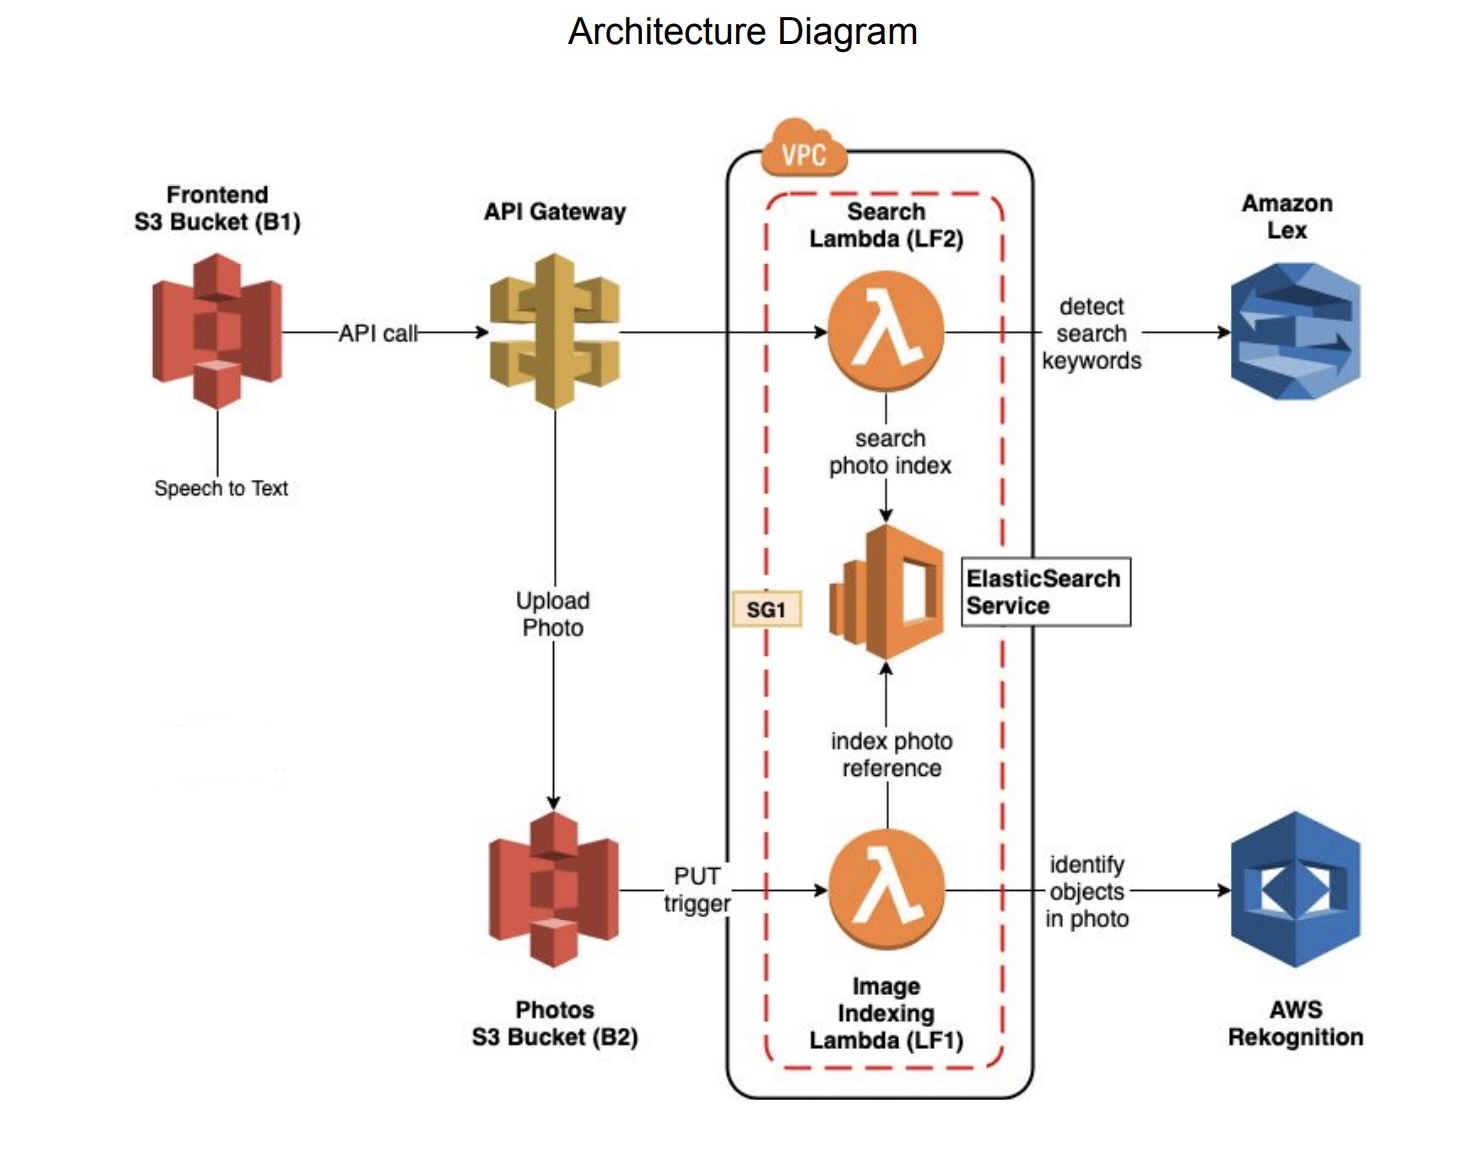 Architecture Diagram
VPC
Frontend
S3 Bucket (B1)
API Gateway
Search
Lambda (LF2)
Amazon
Lex
API call
detect
search
keywords
Speech to Text
search
photo index
Upload
Photo
SG1
ElasticSearch
Service
index photo
reference
PUT
trigger
identify
objects
in photo
Photos
S3 Bucket (B2)
Image
Indexing
Lambda (LF1)
AWS
Rekognition